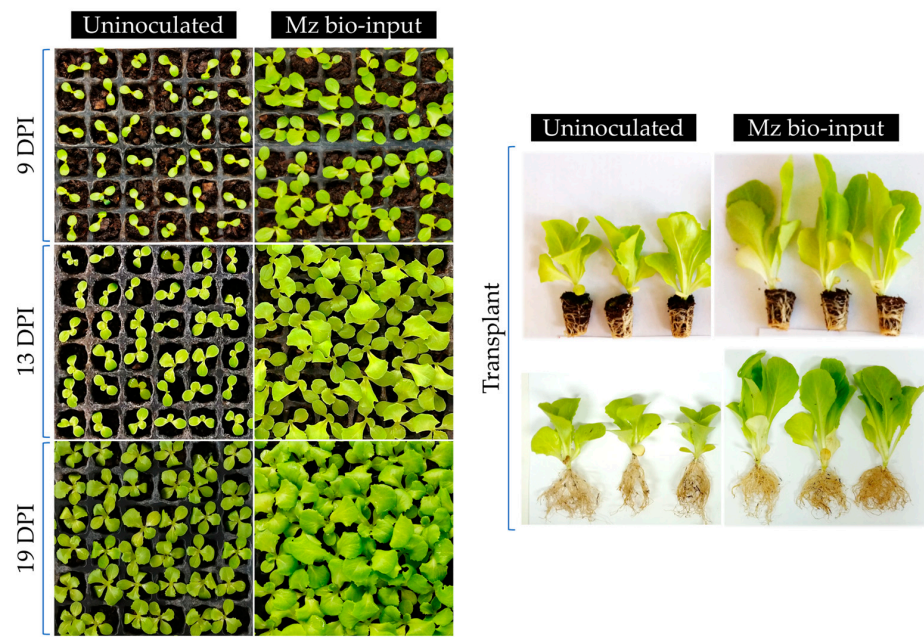 Uninoculated
Mz bio-input
9 DPI
13 DPI
19 DPI
Uninoculated
Mz bio-input
Transplant